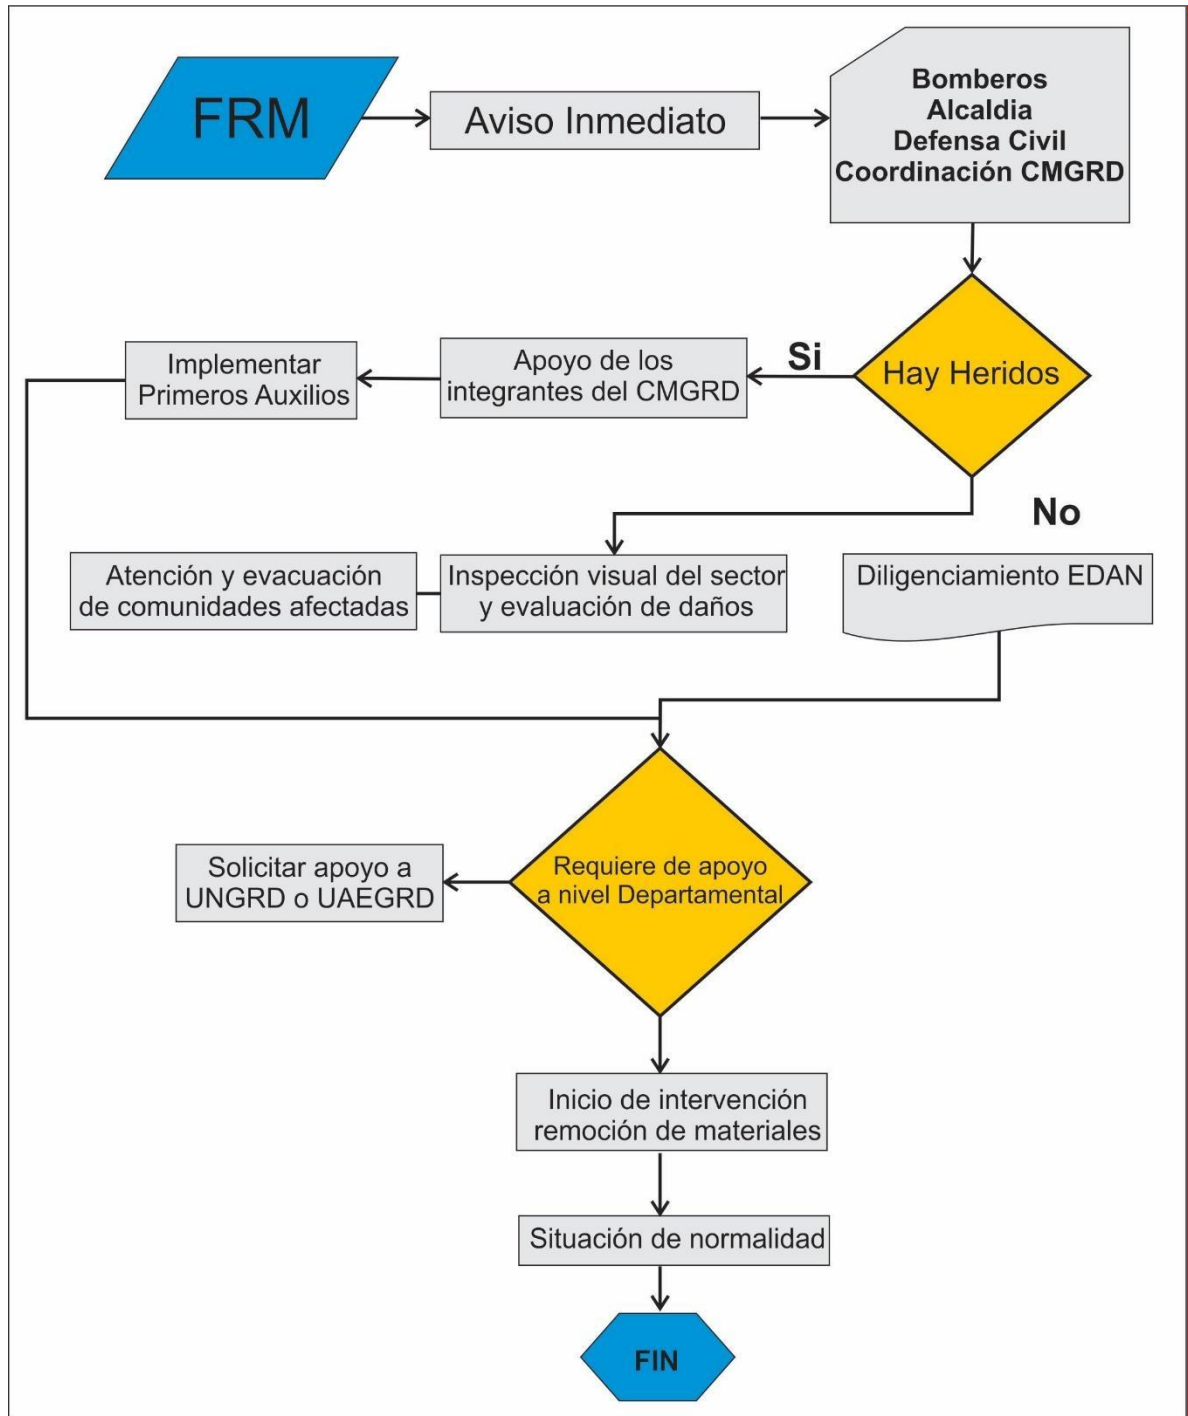 FRM
Aviso Inmediato
Bomberos
Alcaldia
Defensa Civil
Coordinación CMGRD
Hay Heridos
Si
Apoyo de los
integrantes del CMGRD
Implementar
Primeros Auxilios
No
Atención y evacuación
de comunidades afectadas
Inspección visual del sector
y evaluación de daños
Diligenciamiento EDAN
Requiere de apoyo
a nivel Departamental
Solicitar apoyo a
UNGRD o UAEGRD
Inicio de intervención
remoción de materiales
Situación de normalidad
FIN